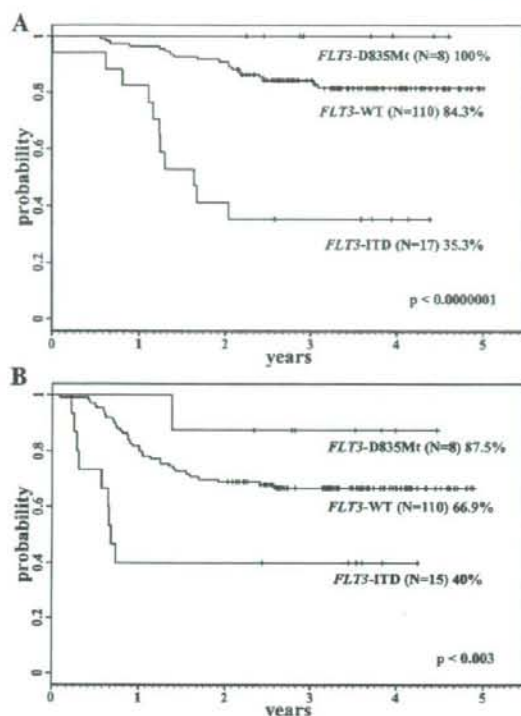 A
FLT3-D835Mt (N=8) 100%
FLT3-WT (N=110) 84.3%
FLT3-ITD (N=17) 35.3%
p < 0.0000001
probability
0 0.2 0.4 0.6 0.8 1
0 1 2 3 4 5
years
B
FLT3-D835Mt (N=8) 87.5%
FLT3-WT (N=110) 66.9%
FLT3-ITD (N=15) 40%
p < 0.003
probability
0 0.2 0.4 0.6 0.8 1
0 1 2 3 4 5
years